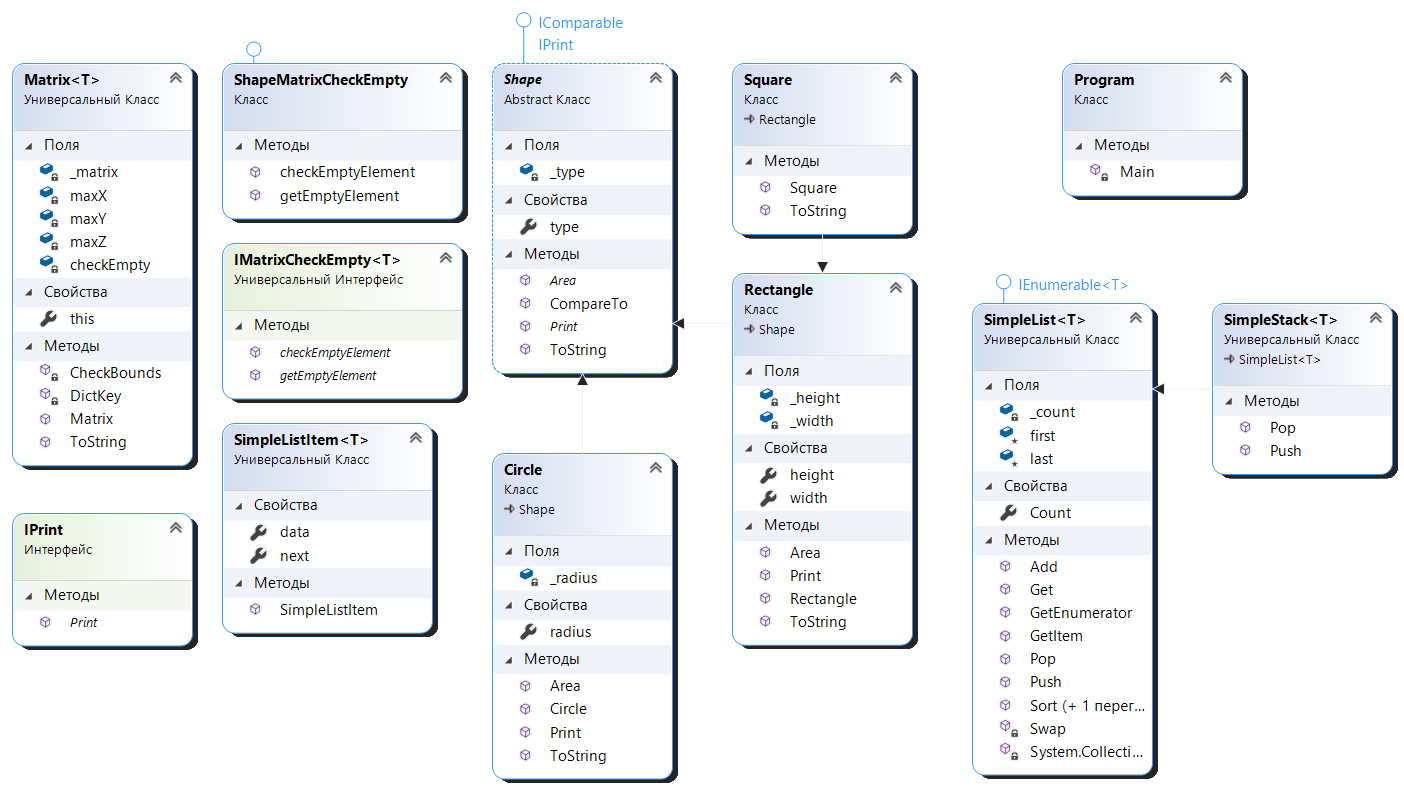 Matrix<T>
Универсальный Класс
Поля
_matrix
maxX
maxY
maxZ
checkEmpty
Свойства
this
Методы
CheckBounds
DictKey
Matrix
ToString
IPrint
Интерфейс
Методы
Print
ShapeMatrixCheckEmpty
Класс
Методы
checkEmptyElement
getEmptyElement
IMatrixCheckEmpty<T>
Универсальный Интерфейс
Методы
checkEmptyElement
getEmptyElement
SimpleListItem<T>
Универсальный Класс
Свойства
data
next
Методы
SimpleListItem
IComparable
IPrint
Shape
Abstract Класс
Поля
_type
Свойства
type
Методы
Area
CompareTo
Print
ToString
Circle
Класс
Shape
Поля
_radius
Свойства
radius
Методы
Area
Circle
Print
ToString
Square
Класс
Rectangle
Методы
Square
ToString
Rectangle
Класс
Shape
Поля
_height
_width
Свойства
height
width
Методы
Area
Print
Rectangle
ToString
Program
Класс
Методы
Main
IEnumerable<T>
SimpleList<T>
Универсальный Класс
Поля
_count
first
last
Свойства
Count
Методы
Add
Get
GetEnumerator
GetItem
Pop
Push
Sort (+ 1 перег...
Swap
System.Collecti...
SimpleStack<T>
Универсальный Класс
SimpleList<T>
Методы
Pop
Push